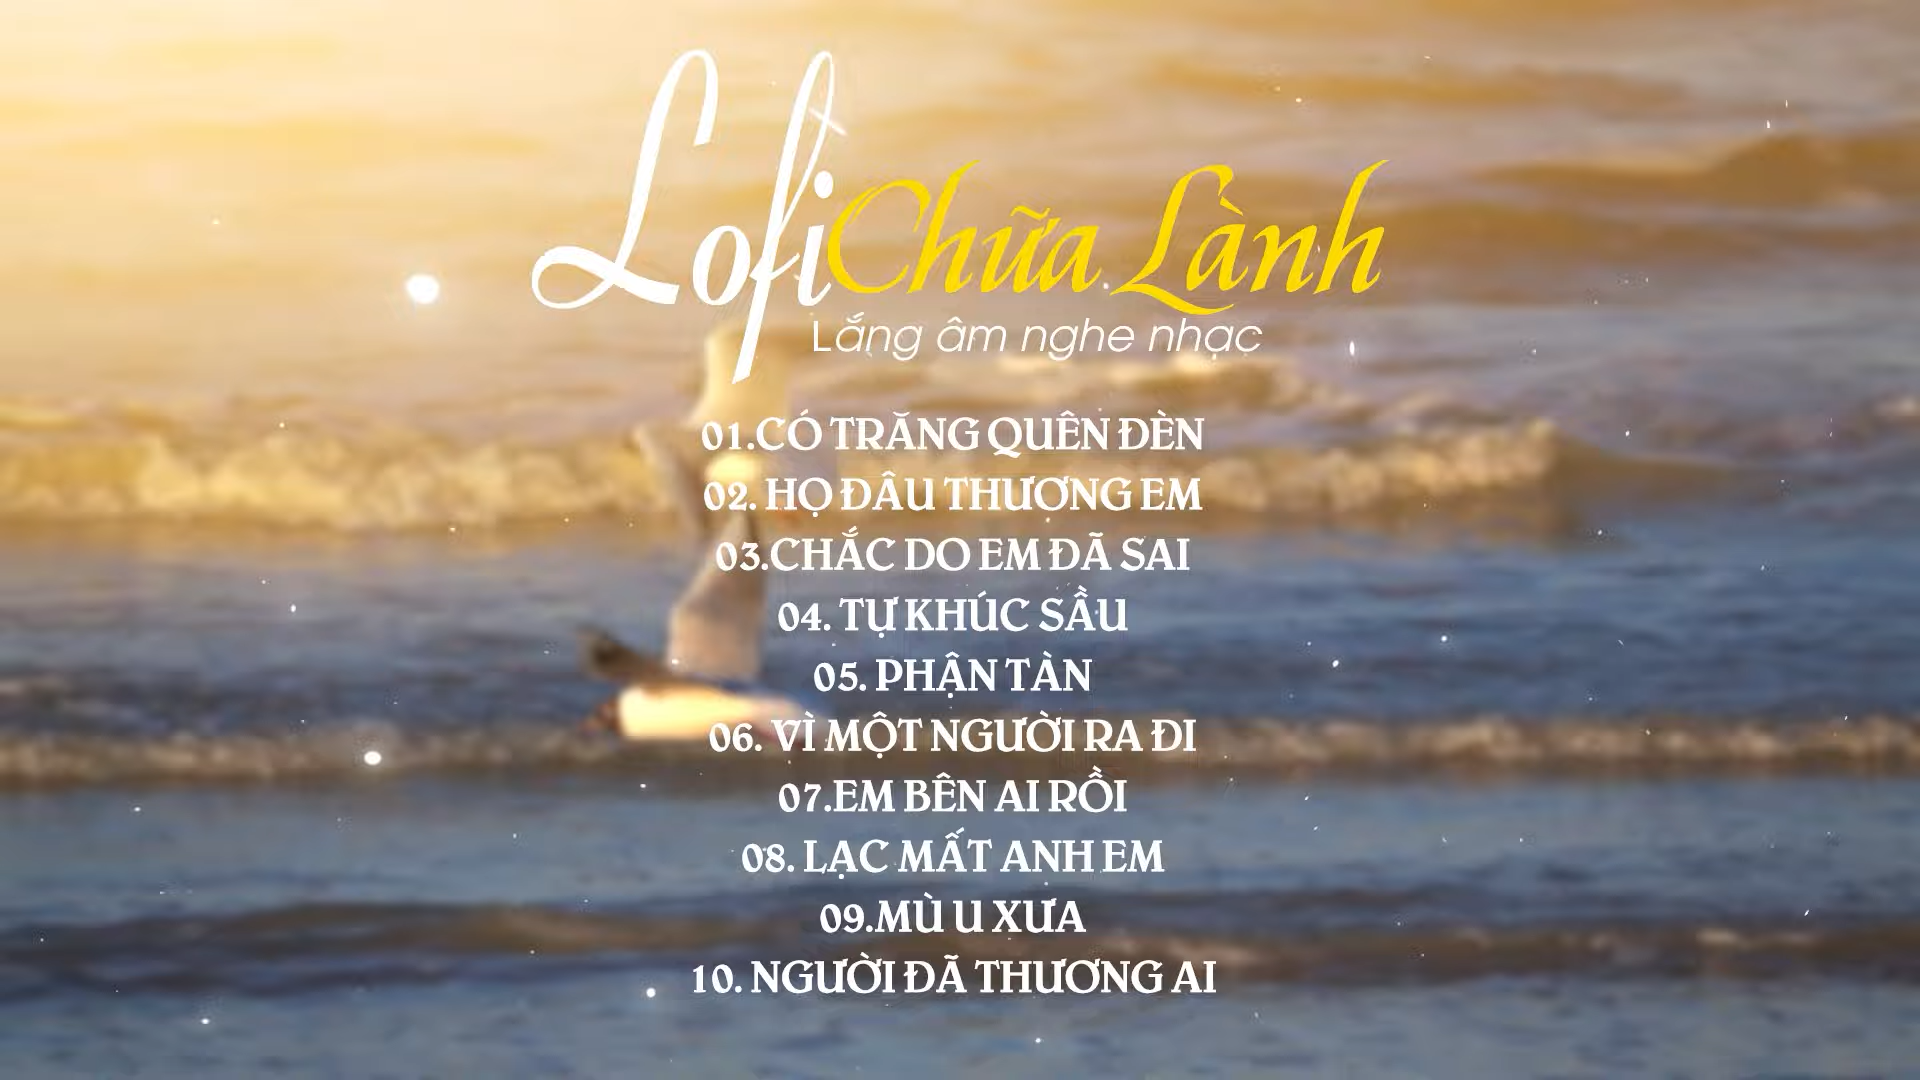 Lofi Chữa Lành
Lắng âm nghe nhạc
01.CÓ TRĂNG QUÊN ĐÈN
02. HỌ ĐÂU THƯƠNG EM
03.CHẮC DO EM ĐÃ SAI
04. TỰ KHÚC SẦU
05. PHẬN TÀN
06. VÌ MỘT NGƯỜI RA ĐI
07.EM BÊN AI RỒI
08. LẠC MẤT ANH EM
09.MÙ U XƯA
10. NGƯỜI ĐÃ THƯƠNG AI